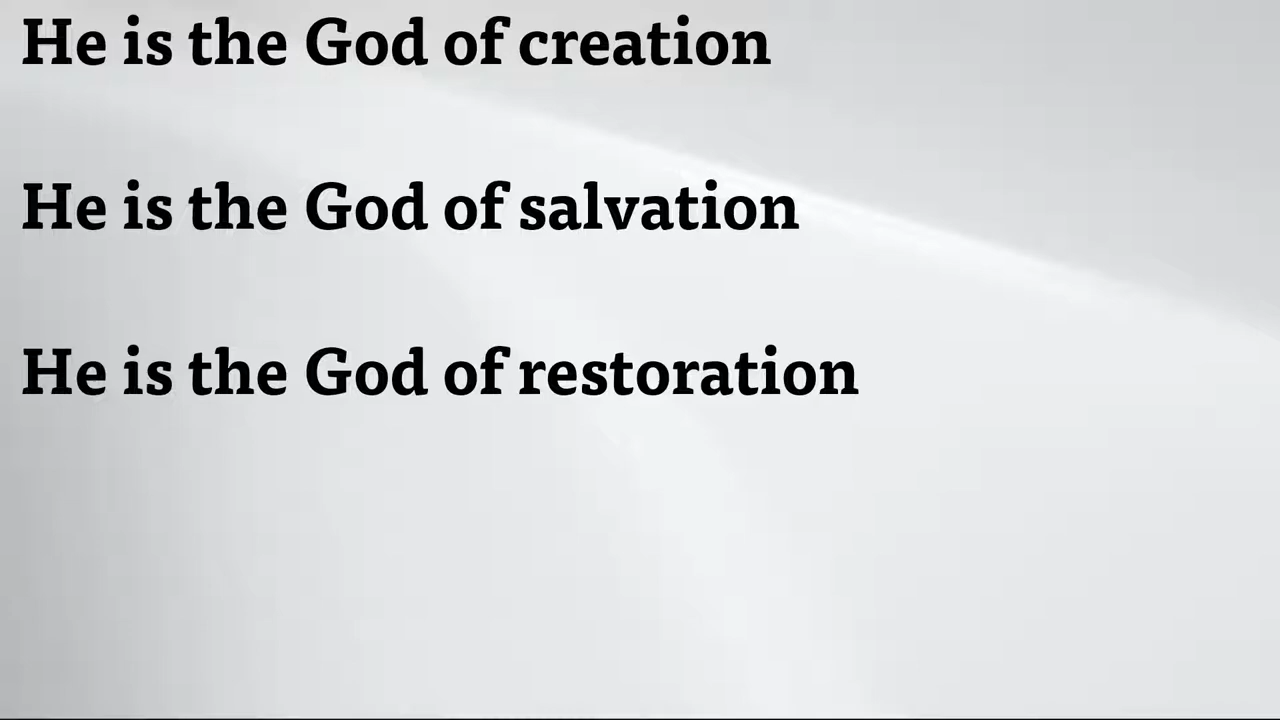 He is the God of creation
He is the God of salvation
He is the God of restoration